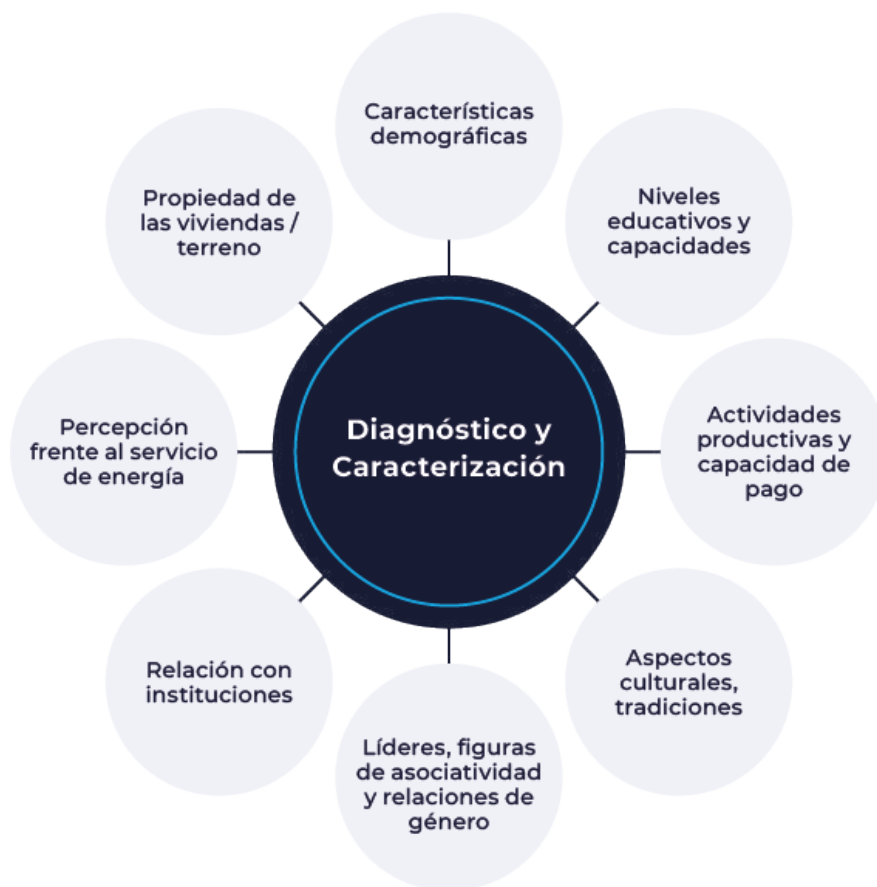 Características
demográficas
Niveles
educativos y
capacidades
Actividades
productivas y
capacidad de
pago
Aspectos
culturales,
tradiciones
Líderes, figuras
de asociatividad
y relaciones de
género
Relación con
instituciones
Percepción
frente al servicio
de energía
Propiedad de
las viviendas /
terreno
Diagnóstico y
Caracterización